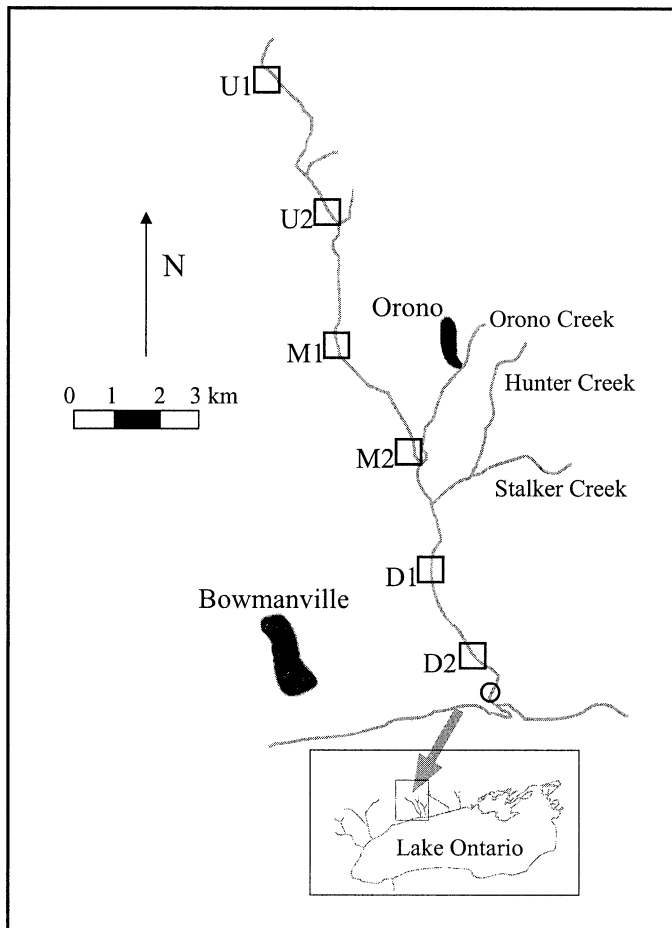 U1
U2
N
Orono
Orono Creek
M1
Hunter Creek
0 1 2 3 km
M2
Stalker Creek
D1
Bowmanville
D2
Lake Ontario